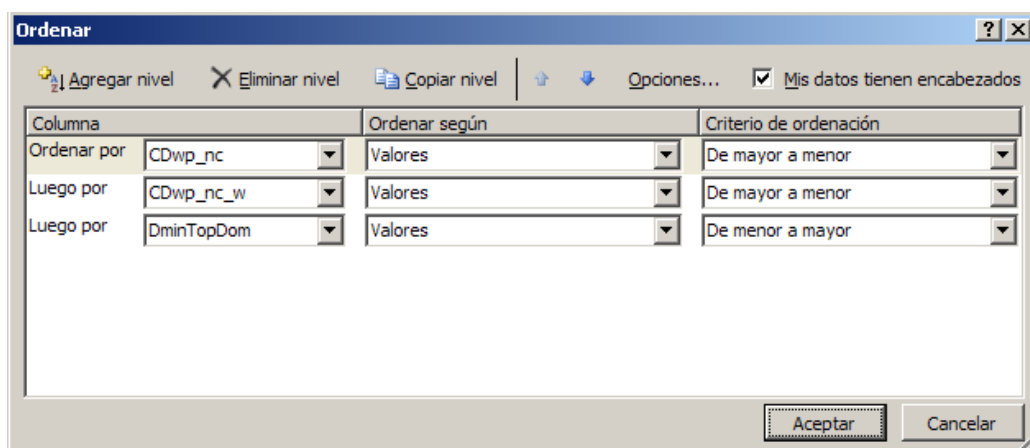 Ordenar
Agregar nivel Eliminar nivel Copiar nivel Opciones... Mis datos tienen encabezados
Columna Ordenar según Criterio de ordenación
Ordenar por CDwp_nc Valores De mayor a menor
Luego por CDwp_nc_w Valores De mayor a menor
Luego por DminTopDom Valores De menor a mayor
Aceptar Cancelar